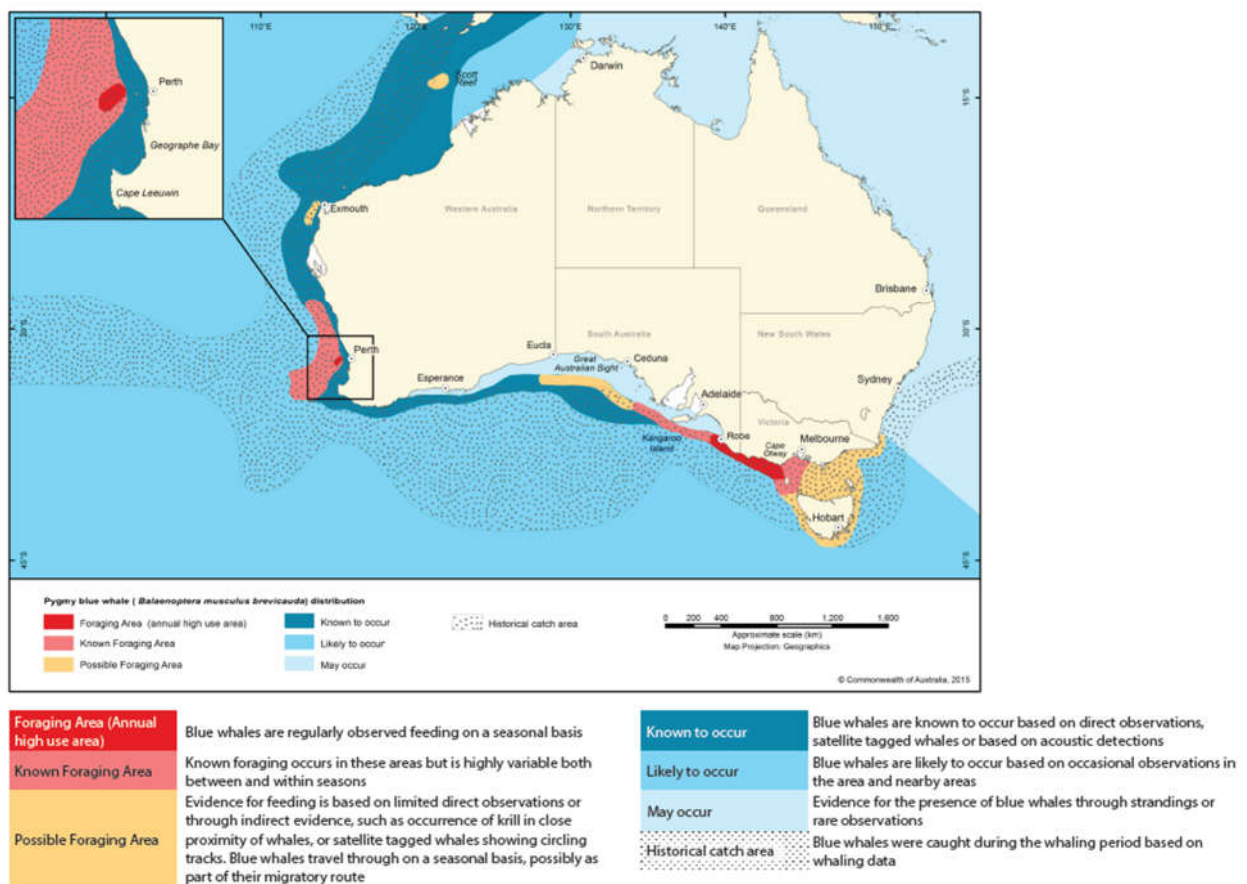 110°E
120°E
130°E
140°E
150°E
Scott
Reef
Darwin
15°S
15°S
Perth
Geographe Bay
Cape Leeuwin
Exmouth
Western Australia
Northern Territory
Queensland
Brisbane
30°S
30°S
South Australia
New South Wales
Perth
Eucla
Great
Australian Bight
Ceduna
Esperance
Sydney
Adelaide
Victoria
Kangaroo
Island
Robe
Cape
Otway
Melbourne
Hobart
45°S
45°S
Pygmy blue whale ( Balaenoptera musculus brevicauda) distribution
Foraging Area (annual high use area)
Known Foraging Area
Possible Foraging Area
Known to occur
Likely to occur
May occur
Historical catch area
0 200 400 800 1,200 1,600
Approximate scale (km)
Map Projection: Geographics
© Commonwealth of Australia, 2015
Foraging Area (Annual
high use area)
Blue whales are regularly observed feeding on a seasonal basis
Known Foraging Area
Known foraging occurs in these areas but is highly variable both
between and within seasons
Possible Foraging Area
Evidence for feeding is based on limited direct observations or
through indirect evidence, such as occurrence of krill in close
proximity of whales, or satellite tagged whales showing circling
tracks. Blue whales travel through on a seasonal basis, possibly as
part of their migratory route
Known to occur
Blue whales are known to occur based on direct observations,
satellite tagged whales or based on acoustic detections
Likely to occur
Blue whales are likely to occur based on occasional observations in
the area and nearby areas
May occur
Evidence for the presence of blue whales through strandings or
rare observations
Historical catch area
Blue whales were caught during the whaling period based on
whaling data